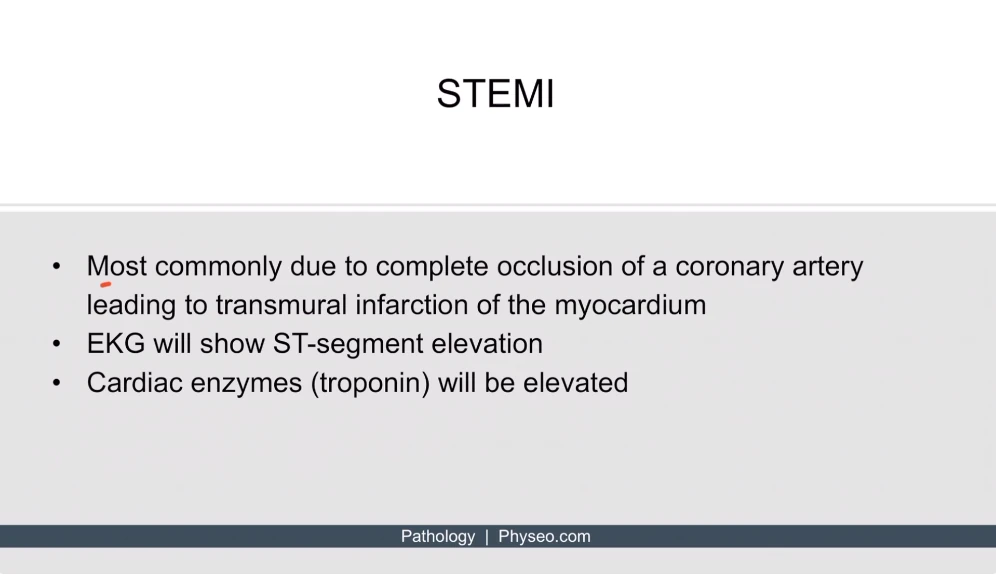 STEMI
• Most commonly due to complete occlusion of a coronary artery
leading to transmural infarction of the myocardium
• EKG will show ST-segment elevation
• Cardiac enzymes (troponin) will be elevated
Pathology | Physeo.com